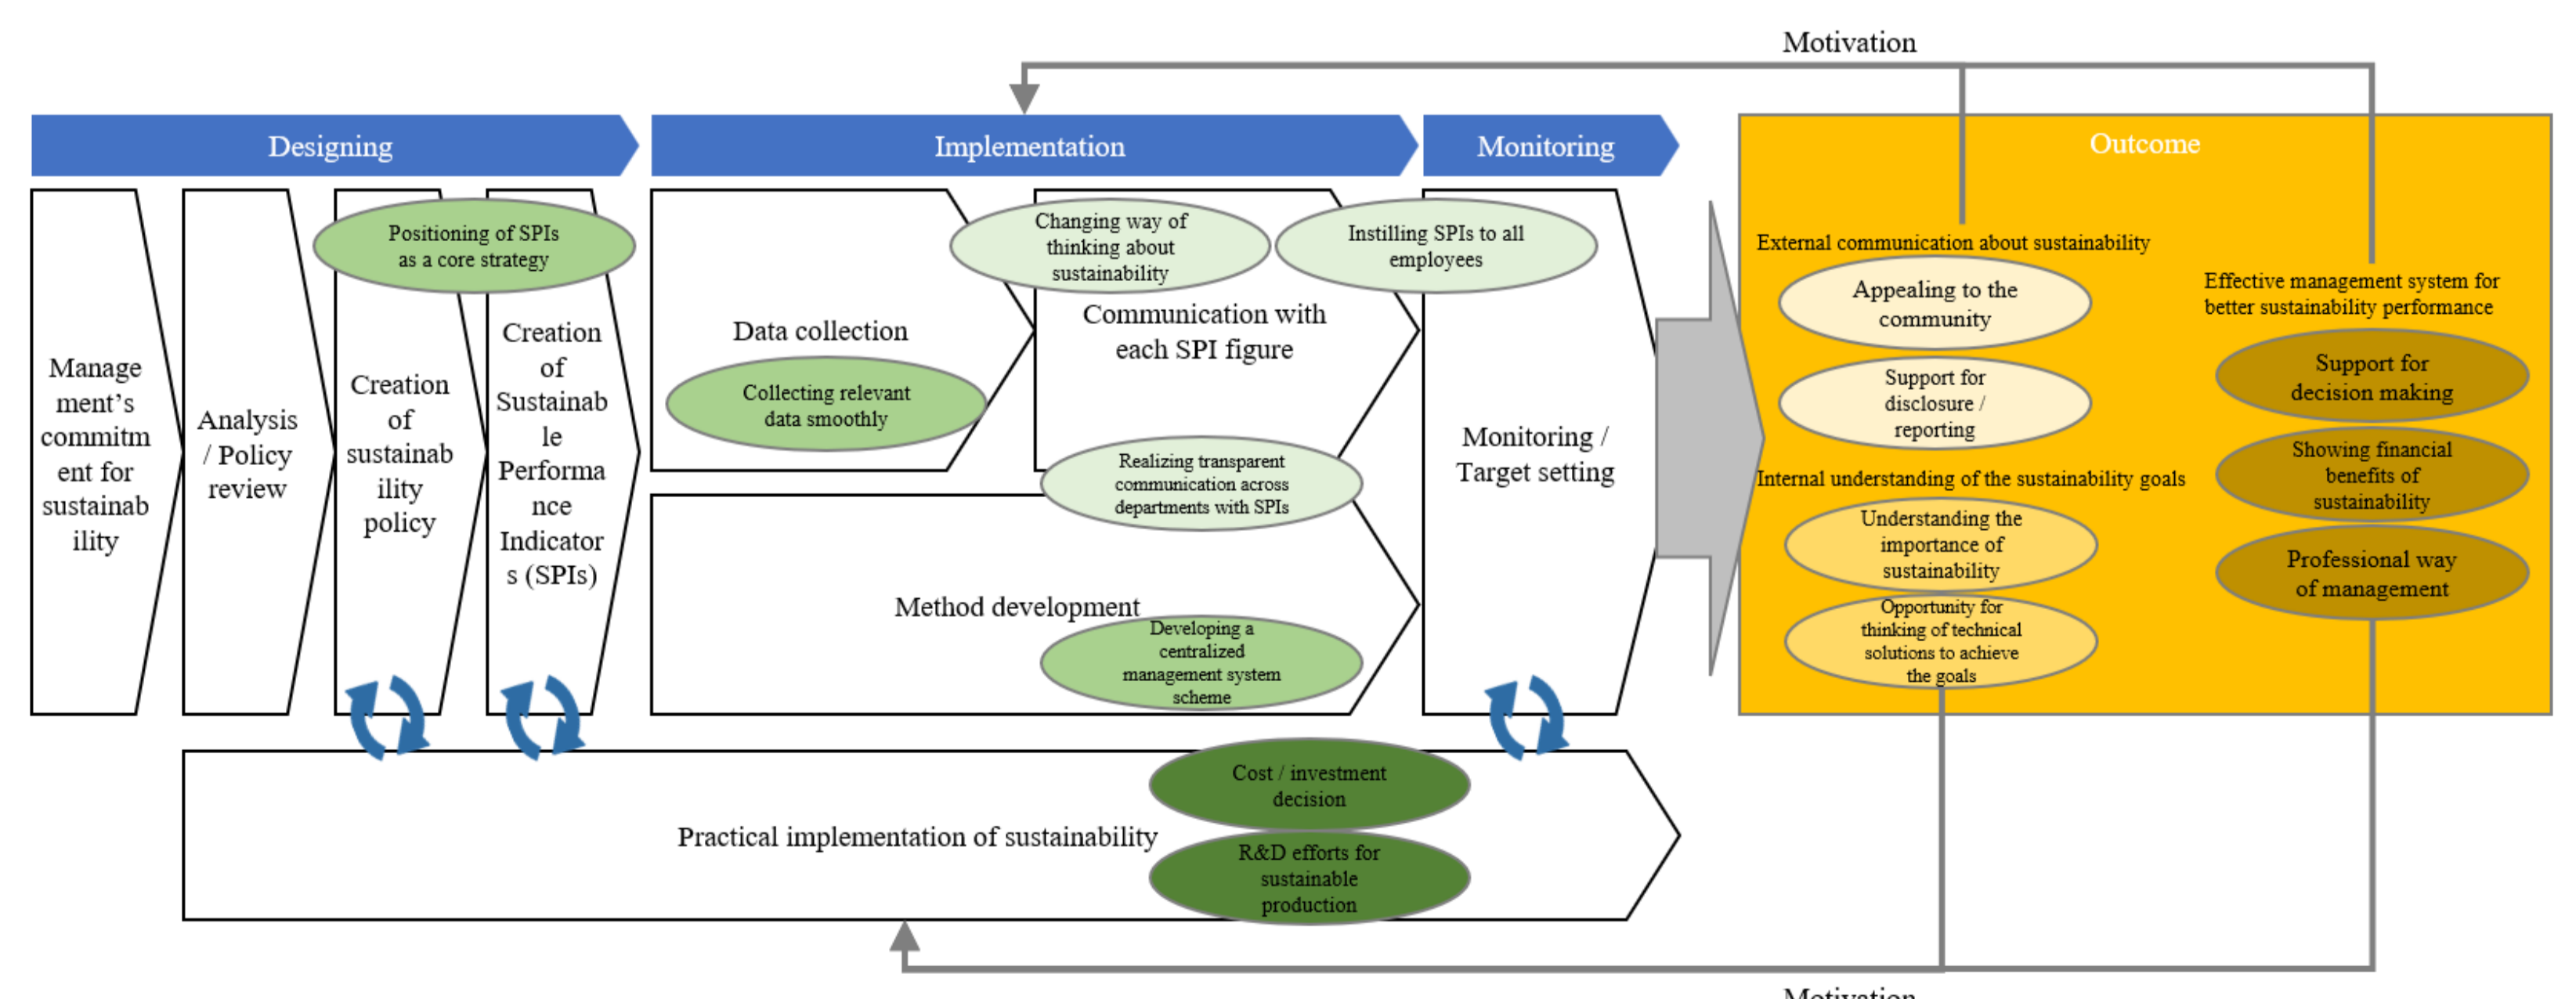 Motivation
Designing
Implementation
Monitoring
Outcome
Manage
ment’s
commitm
ent for
sustainab
ility
Analysis
/ Policy
review
Positioning of SPIs
as a core strategy
Creation
of
sustainab
ility
policy
Creation
of
Sustainab
le
Performa
nce
Indicator
s (SPIs)
Data collection
Collecting relevant
data smoothly
Changing way of
thinking about
sustainability
Communication with
each SPI figure
Instilling SPIs to all
employees
Realizing transparent
communication across
departments with SPIs
Method development
Developing a
centralized
management system
scheme
Monitoring /
Target setting
External communication about sustainability
Appealing to the
community
Support for
disclosure /
reporting
Internal understanding of the sustainability goals
Understanding the
importance of
sustainability
Opportunity for
thinking of technical
solutions to achieve
the goals
Effective management system for
better sustainability performance
Support for
decision making
Showing financial
benefits of
sustainability
Professional way
of management
Practical implementation of sustainability
Cost / investment
decision
R&D efforts for
sustainable
production
Motivation